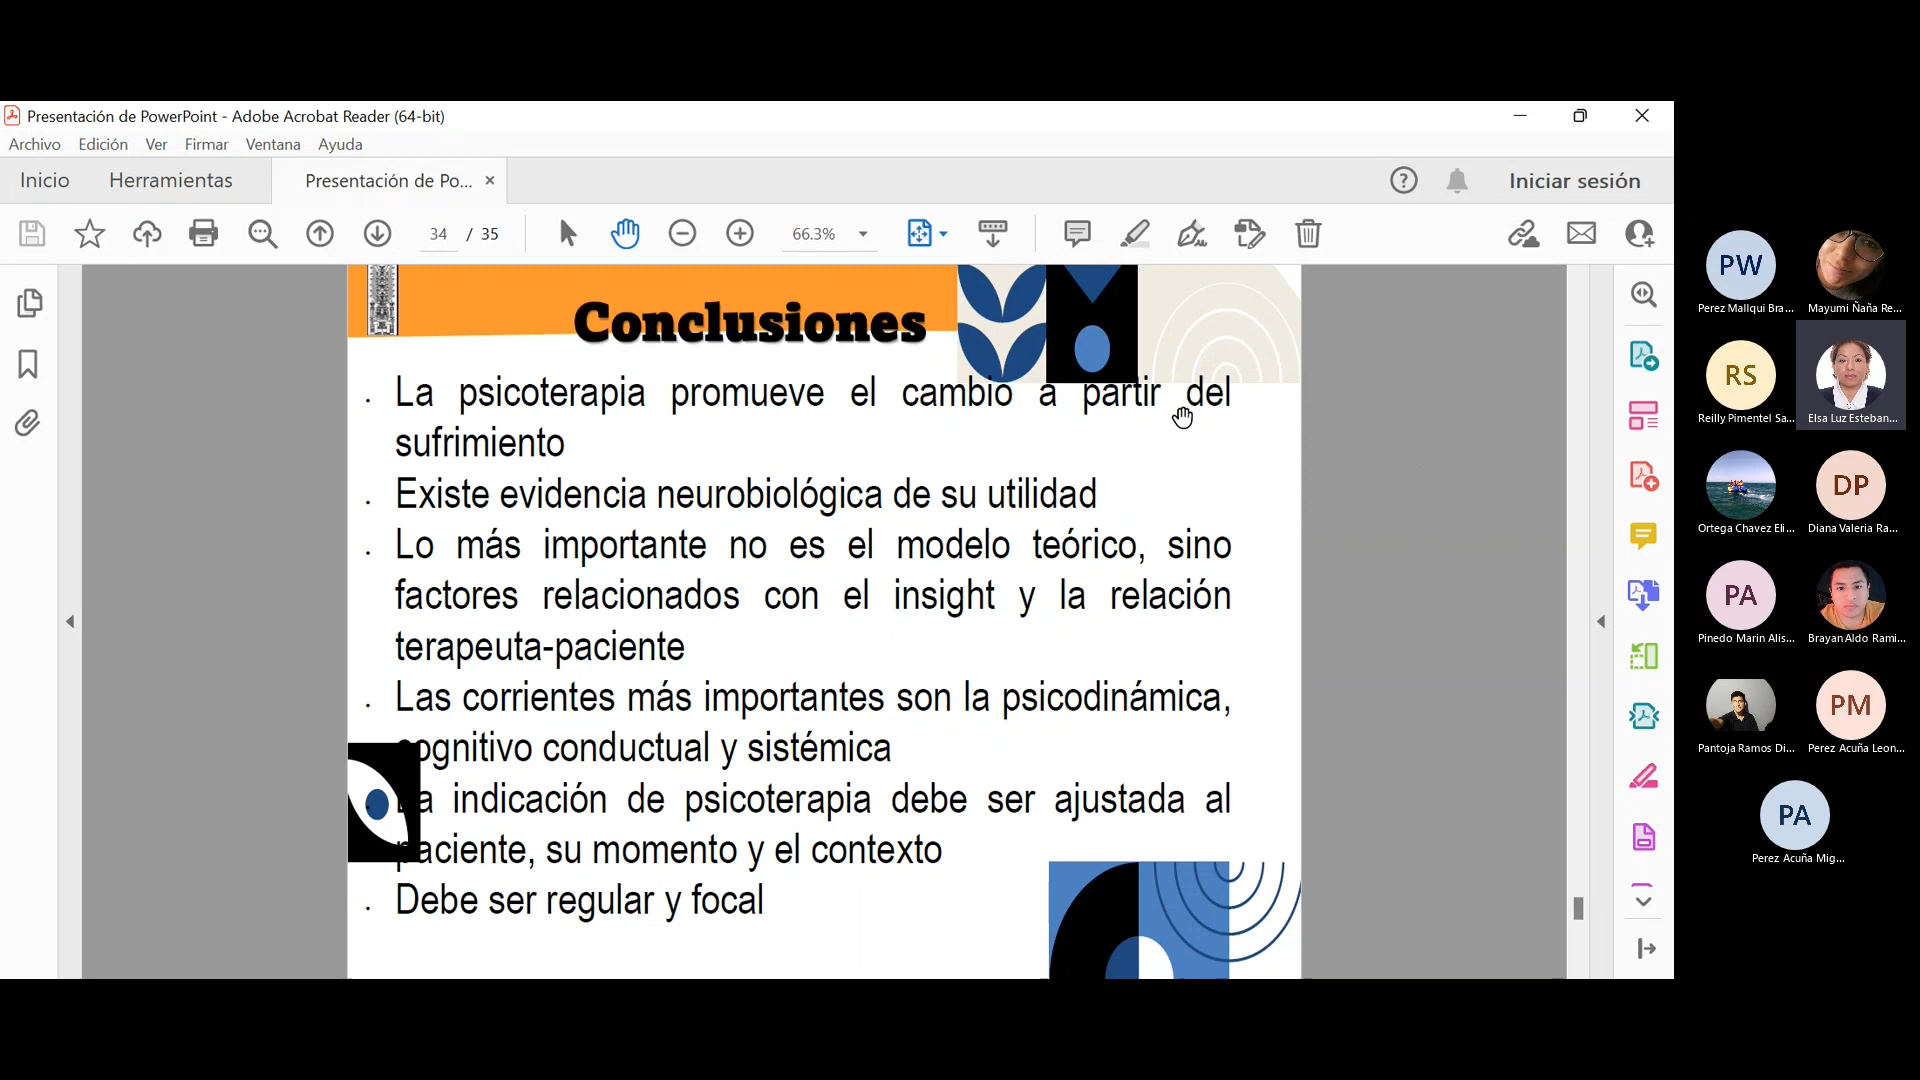 Presentación de PowerPoint - Adobe Acrobat Reader (64-bit)
Archivo Edición Ver Firmar Ventana Ayuda
Inicio Herramientas Presentación de Po... × Iniciar sesión
34 / 35 66.3%
Conclusiones
La psicoterapia promueve el cambio a partir del
sufrimiento
Existe evidencia neurobiológica de su utilidad
Lo más importante no es el modelo teórico, sino
factores relacionados con el insight y la relación
terapeuta-paciente
Las corrientes más importantes son la psicodinámica,
cognitivo conductual y sistémica
La indicación de psicoterapia debe ser ajustada al
paciente, su momento y el contexto
Debe ser regular y focal
PW
Perez Mallqui Bra... Mayumi Ñaña Re...
RS
Reilly Pimentel Sa... Elsa Luz Esteban...
DP
Ortega Chavez Eli... Diana Valeria Ra...
PA
Pinedo Marin Alis... Brayan Aldo Rami...
PM
Pantoja Ramos Di... Perez Acuña Leon...
PA
Perez Acuña Mig...